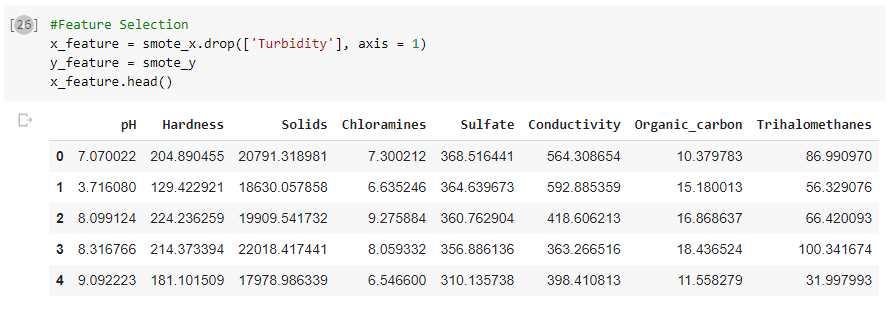 [26] #Feature Selection
x_feature = smote_x.drop(['Turbidity'], axis = 1)
y_feature = smote_y
x_feature.head()
pH Hardness Solids Chloramines Sulfate Conductivity Organic_carbon Trihalomethanes
0 7.070022 204.890455 20791.318981 7.300212 368.516441 564.308654 10.379783 86.990970
1 3.716080 129.422921 18630.057858 6.635246 364.639673 592.885359 15.180013 56.329076
2 8.099124 224.236259 19909.541732 9.275884 360.762904 418.606213 16.868637 66.420093
3 8.316766 214.373394 22018.417441 8.059332 356.886136 363.266516 18.436524 100.341674
4 9.092223 181.101509 17978.986339 6.546600 310.135738 398.410813 11.558279 31.997993